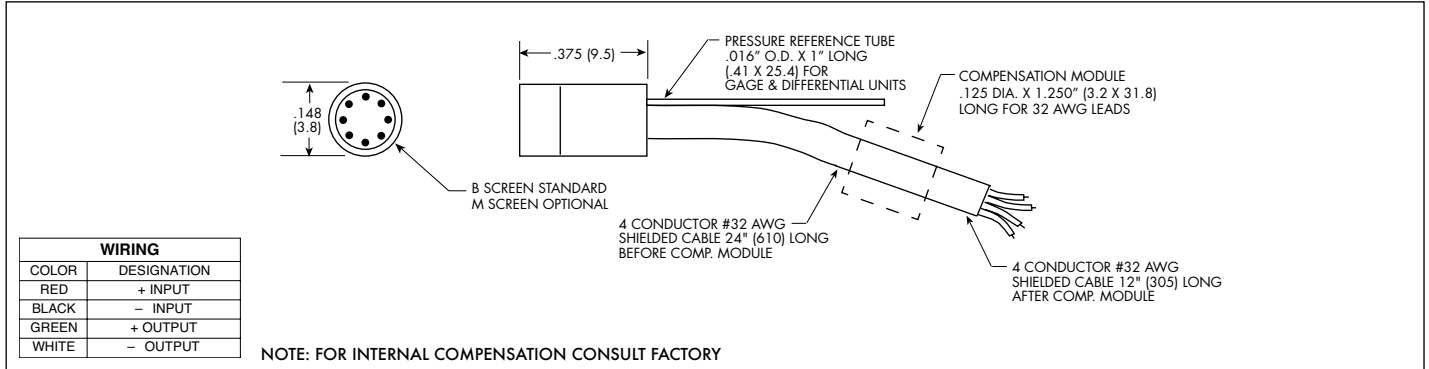 .148
(3.8)
B SCREEN STANDARD
M SCREEN OPTIONAL
.375 (9.5)
PRESSURE REFERENCE TUBE
.016" O.D. X 1" LONG
(.41 X 25.4) FOR
GAGE & DIFFERENTIAL UNITS
COMPENSATION MODULE
.125 DIA. X 1.250" (3.2 X 31.8)
LONG FOR 32 AWG LEADS
4 CONDUCTOR #32 AWG
SHIELDED CABLE 24" (610) LONG
BEFORE COMP. MODULE
4 CONDUCTOR #32 AWG
SHIELDED CABLE 12" (305) LONG
AFTER COMP. MODULE
WIRING
COLOR DESIGNATION
RED + INPUT
BLACK – INPUT
GREEN + OUTPUT
WHITE – OUTPUT
NOTE: FOR INTERNAL COMPENSATION CONSULT FACTORY